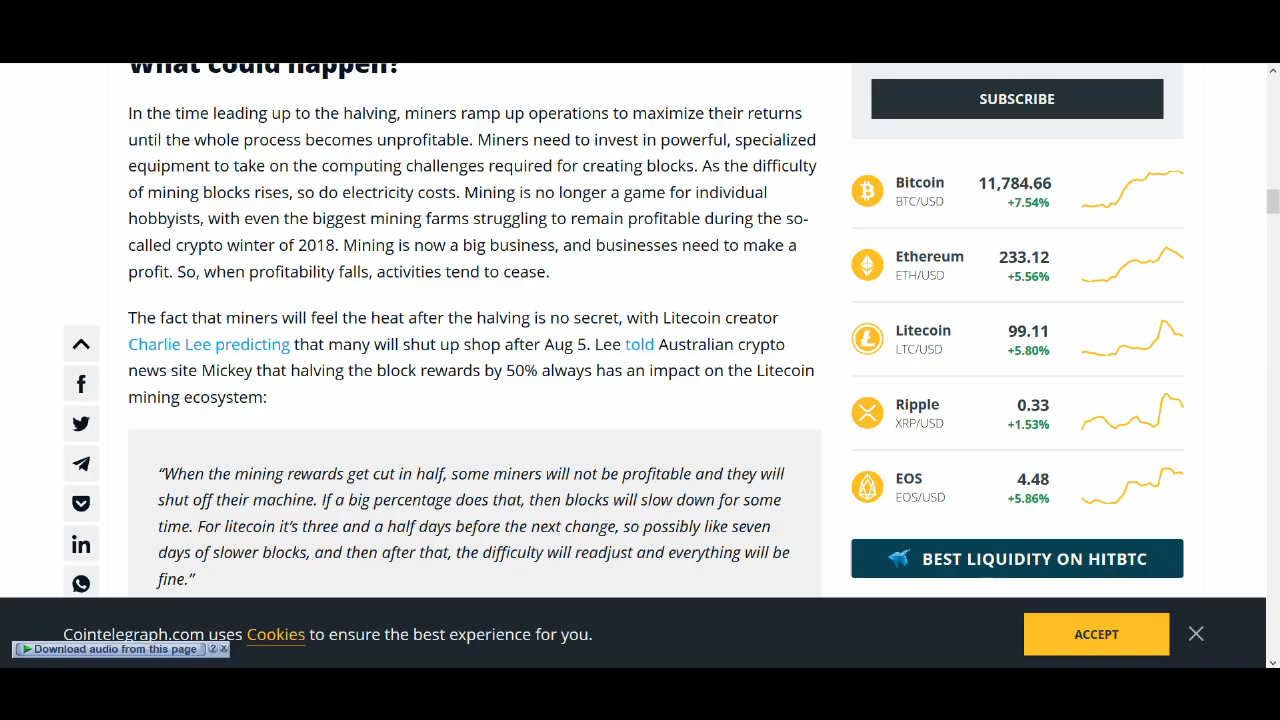 What could happen?
In the time leading up to the halving, miners ramp up operations to maximize their returns
until the whole process becomes unprofitable. Miners need to invest in powerful, specialized
equipment to take on the computing challenges required for creating blocks. As the difficulty
of mining blocks rises, so do electricity costs. Mining is no longer a game for individual
hobbyists, with even the biggest mining farms struggling to remain profitable during the so-
called crypto winter of 2018. Mining is now a big business, and businesses need to make a
profit. So, when profitability falls, activities tend to cease.
The fact that miners will feel the heat after the halving is no secret, with Litecoin creator
Charlie Lee predicting that many will shut up shop after Aug 5. Lee told Australian crypto
news site Mickey that halving the block rewards by 50% always has an impact on the Litecoin
mining ecosystem:
“When the mining rewards get cut in half, some miners will not be profitable and they will
shut off their machine. If a big percentage does that, then blocks will slow down for some
time. For litecoin it’s three and a half days before the next change, so possibly like seven
days of slower blocks, and then after that, the difficulty will readjust and everything will be
fine.”
SUBSCRIBE
Bitcoin 11,784.66
BTC/USD +7.54%
Ethereum 233.12
ETH/USD +5.56%
Litecoin 99.11
LTC/USD +5.80%
Ripple 0.33
XRP/USD +1.53%
EOS 4.48
EOS/USD +5.86%
BEST LIQUIDITY ON HITBTC
Cointelegraph.com uses Cookies to ensure the best experience for you.
ACCEPT
Download audio from this page ?